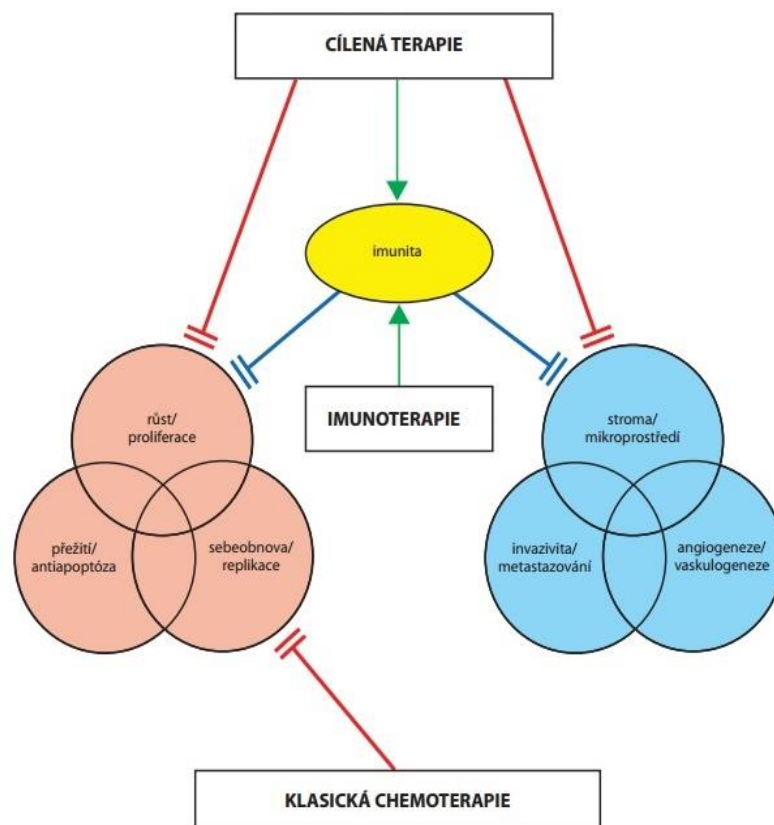 CÍLENÁ TERAPIE
imunita
IMUNOTERAPIE
růst/
proliferace
přežití/
antiapoptóza
sebeobnova/
replikace
stroma/
mikroprostředí
invazivita/
metastazování
angiogeneze/
vaskulogeneze
KLASICKÁ CHEMOTERAPIE